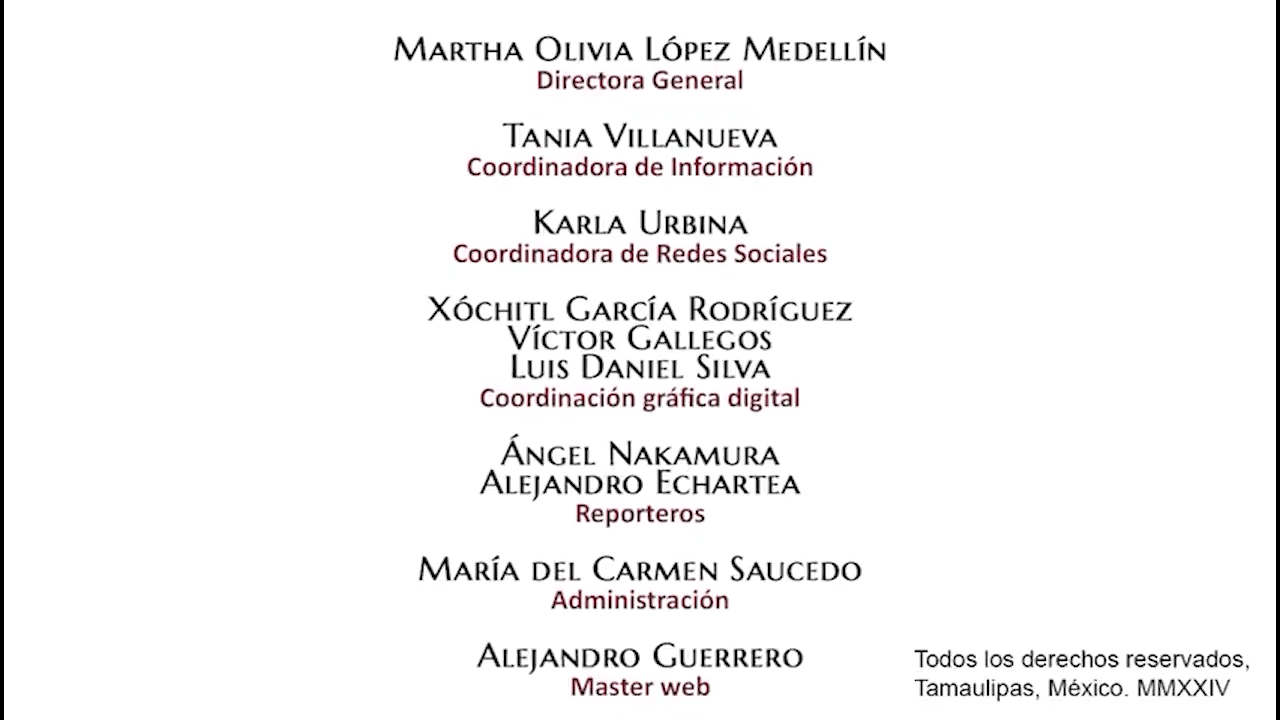 Martha Olivia López Medellín
Directora General
Tania Villanueva
Coordinadora de Información
Karla Urbina
Coordinadora de Redes Sociales
Xóchitl García Rodríguez
Víctor Gallegos
Luis Daniel Silva
Coordinación gráfica digital
Ángel Nakamura
Alejandro Echartea
Reporteros
María del Carmen Saucedo
Administración
Alejandro Guerrero
Master web
Todos los derechos reservados,
Tamaulipas, México. MMXXIV